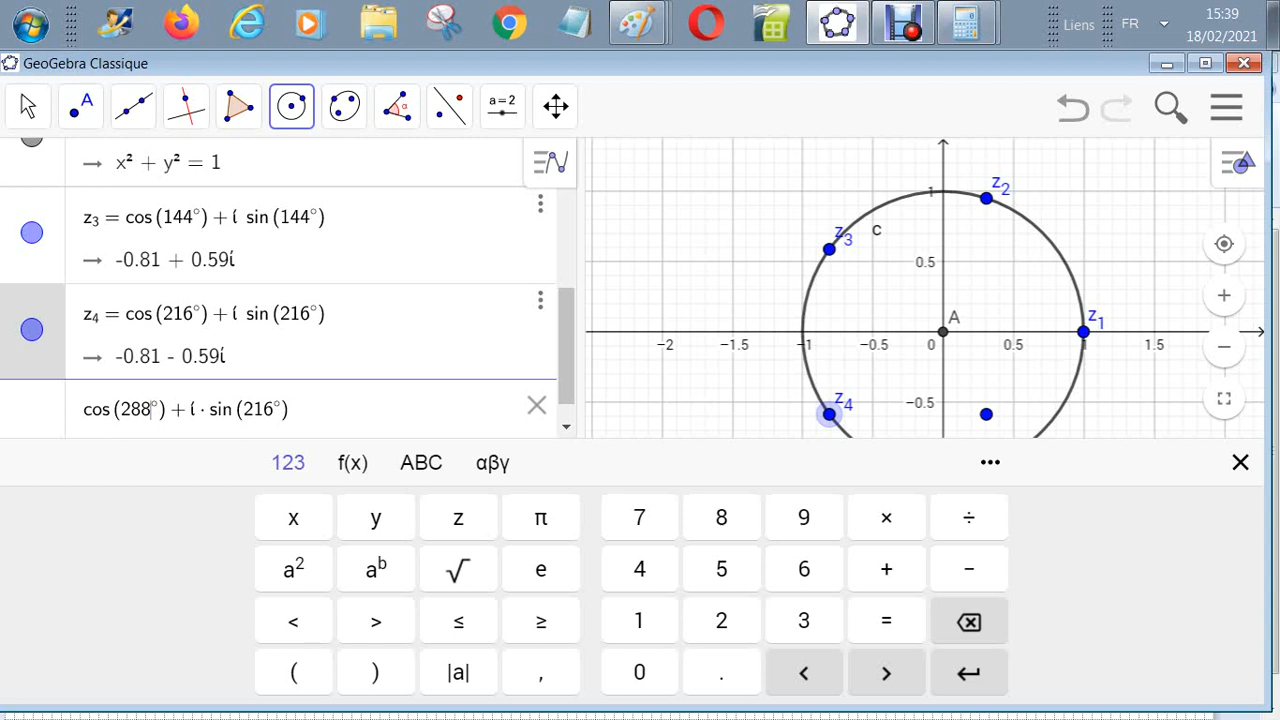 Liens
FR
15:39
18/02/2021
GeoGebra Classique
A
α
a=2
→ x² + y² = 1
z₃ = cos(144°) + ί sin(144°)
→ -0.81 + 0.59ί
z₄ = cos(216°) + ί sin(216°)
→ -0.81 - 0.59ί
cos(288°) + ί · sin(216°)
z₂
1
z₃
c
0.5
A
z₁
-2 -1.5 -1 -0.5 0 0.5 1 1.5
z₄
-0.5
123 f(x) ABC αβγ
x y z π 7 8 9 × ÷
a² aᵇ √ e 4 5 6 + −
< > ≤ ≥ 1 2 3 =
( ) |a| , 0 . < >